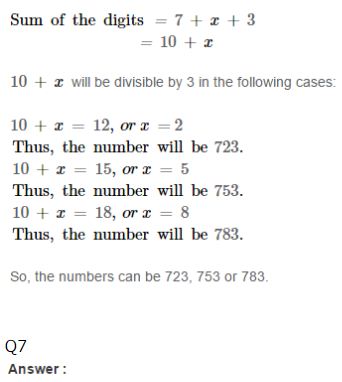 Sum of the digits = 7 + x + 3
= 10 + x
10 + x will be divisible by 3 in the following cases:
10 + x = 12, or x = 2
Thus, the number will be 723.
10 + x = 15, or x = 5
Thus, the number will be 753.
10 + x = 18, or x = 8
Thus, the number will be 783.
So, the numbers can be 723, 753 or 783.
Q7
Answer :